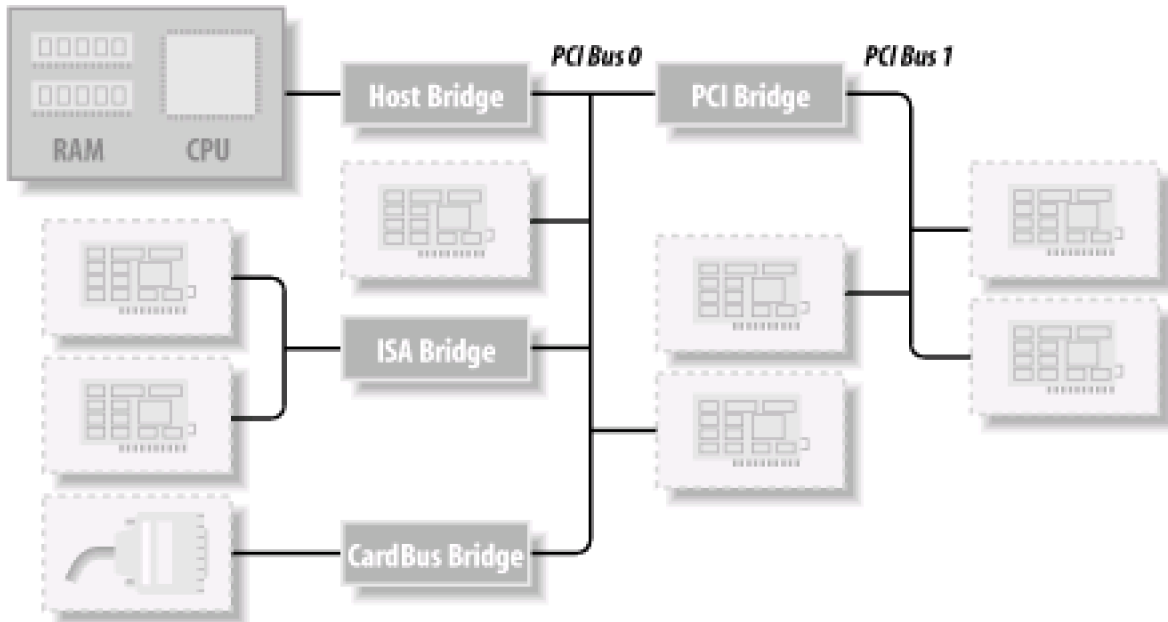 RAM
CPU
Host Bridge
PCI Bus 0
PCI Bridge
PCI Bus 1
ISA Bridge
CardBus Bridge